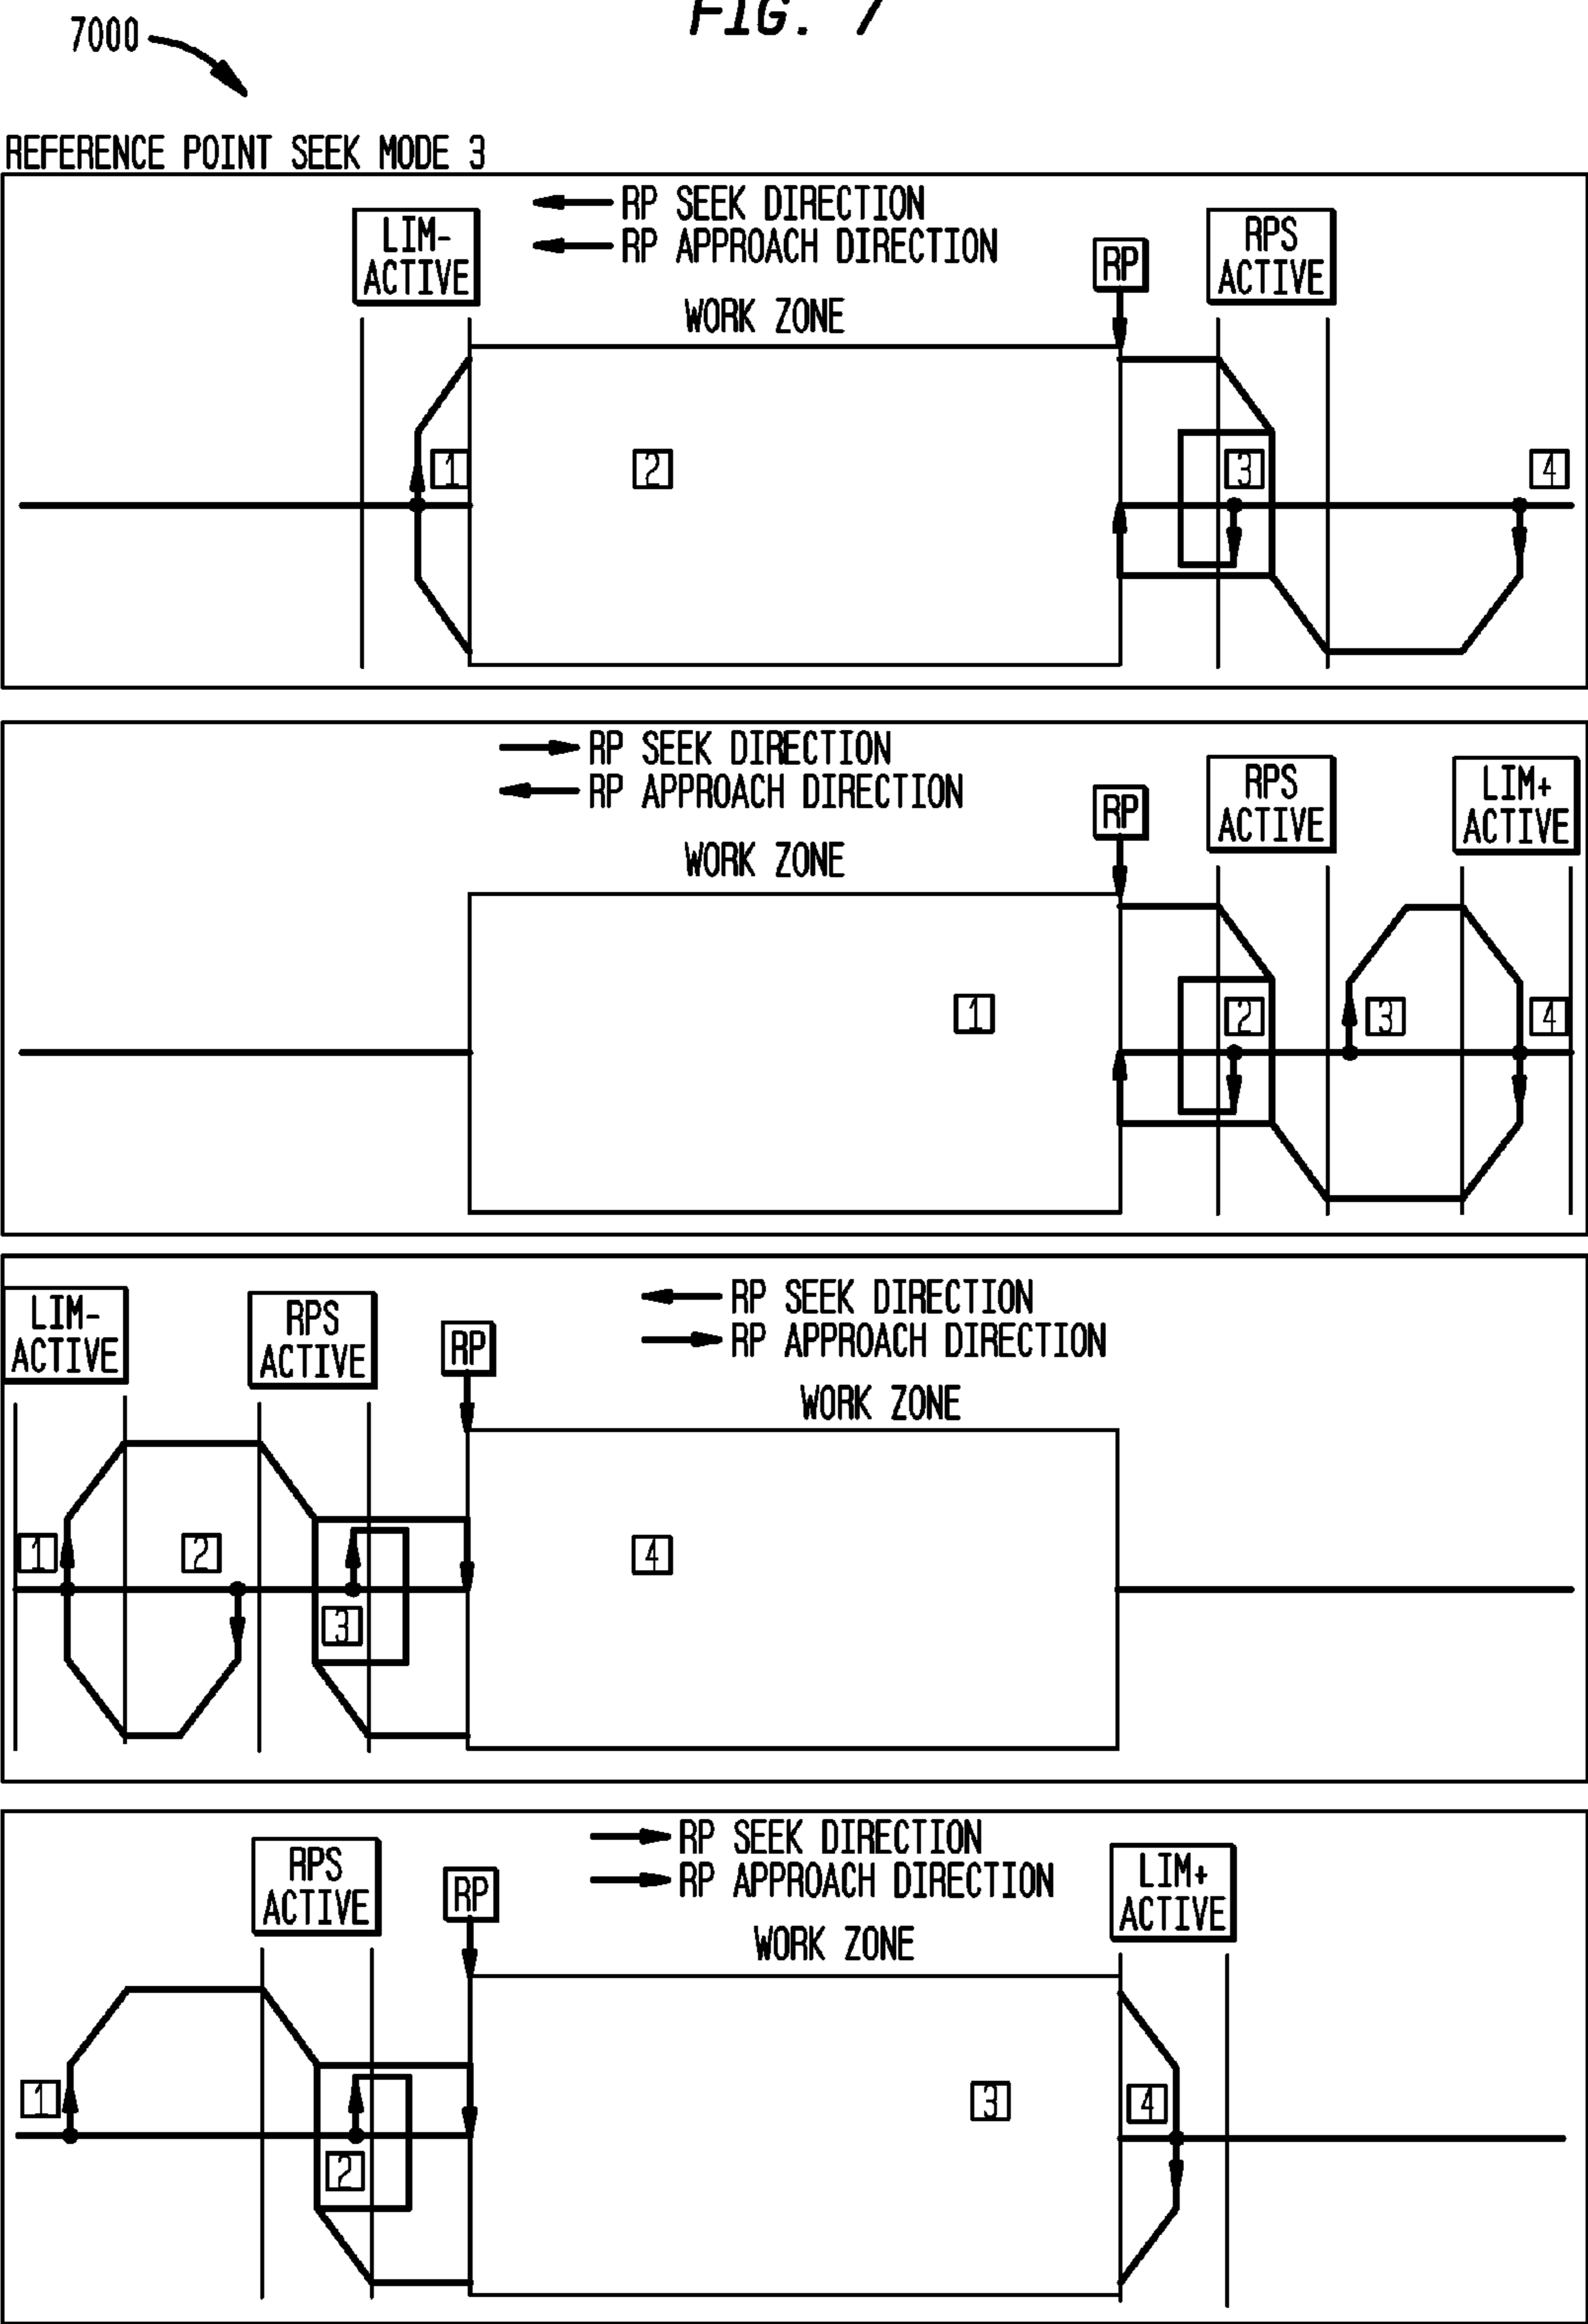 FIG. 7
7000
REFERENCE POINT SEEK MODE 3
RP SEEK DIRECTION
RP APPROACH DIRECTION
LIM-
ACTIVE
RP
RPS
ACTIVE
WORK ZONE
1
2
3
4
RP SEEK DIRECTION
RP APPROACH DIRECTION
RP
RPS
ACTIVE
LIM+
ACTIVE
WORK ZONE
1
2
3
4
LIM-
ACTIVE
RPS
ACTIVE
RP
RP SEEK DIRECTION
RP APPROACH DIRECTION
WORK ZONE
1
2
3
4
RPS
ACTIVE
RP
RP SEEK DIRECTION
RP APPROACH DIRECTION
LIM+
ACTIVE
WORK ZONE
1
2
3
4